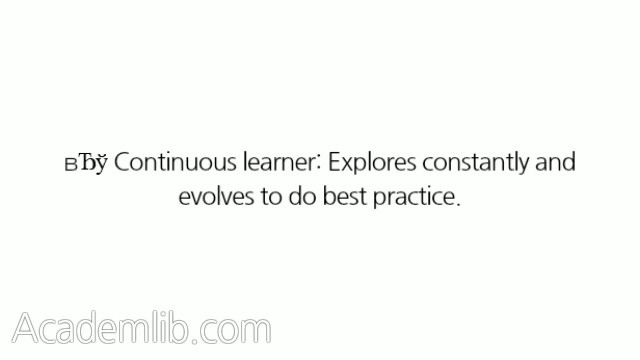 вЂў Continuous learner: Explores constantly and
evolves to do best practice.
Academlib.com